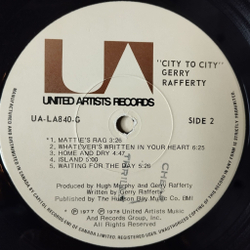 UA
UNITED ARTISTS RECORDS
"CITY TO CITY"
GERRY
RAFFERTY
UA-LA840-G
SIDE 2
1. MATTIE'S RAG 3:26
2. WHATEVER'S WRITTEN IN YOUR HEART 6:25
3. HOME AND DRY 4:47
4. ISLAND 5:00
5. WAITING FOR THE DAY 5:26
Produced by Hugh Murphy and Gerry Rafferty
Written by Gerry Rafferty
Published by The Hudson Bay Music Co. (BMI)
© 1977 ℗ 1978 United Artists Music
And Records Group, Inc.
All Rights Reserved